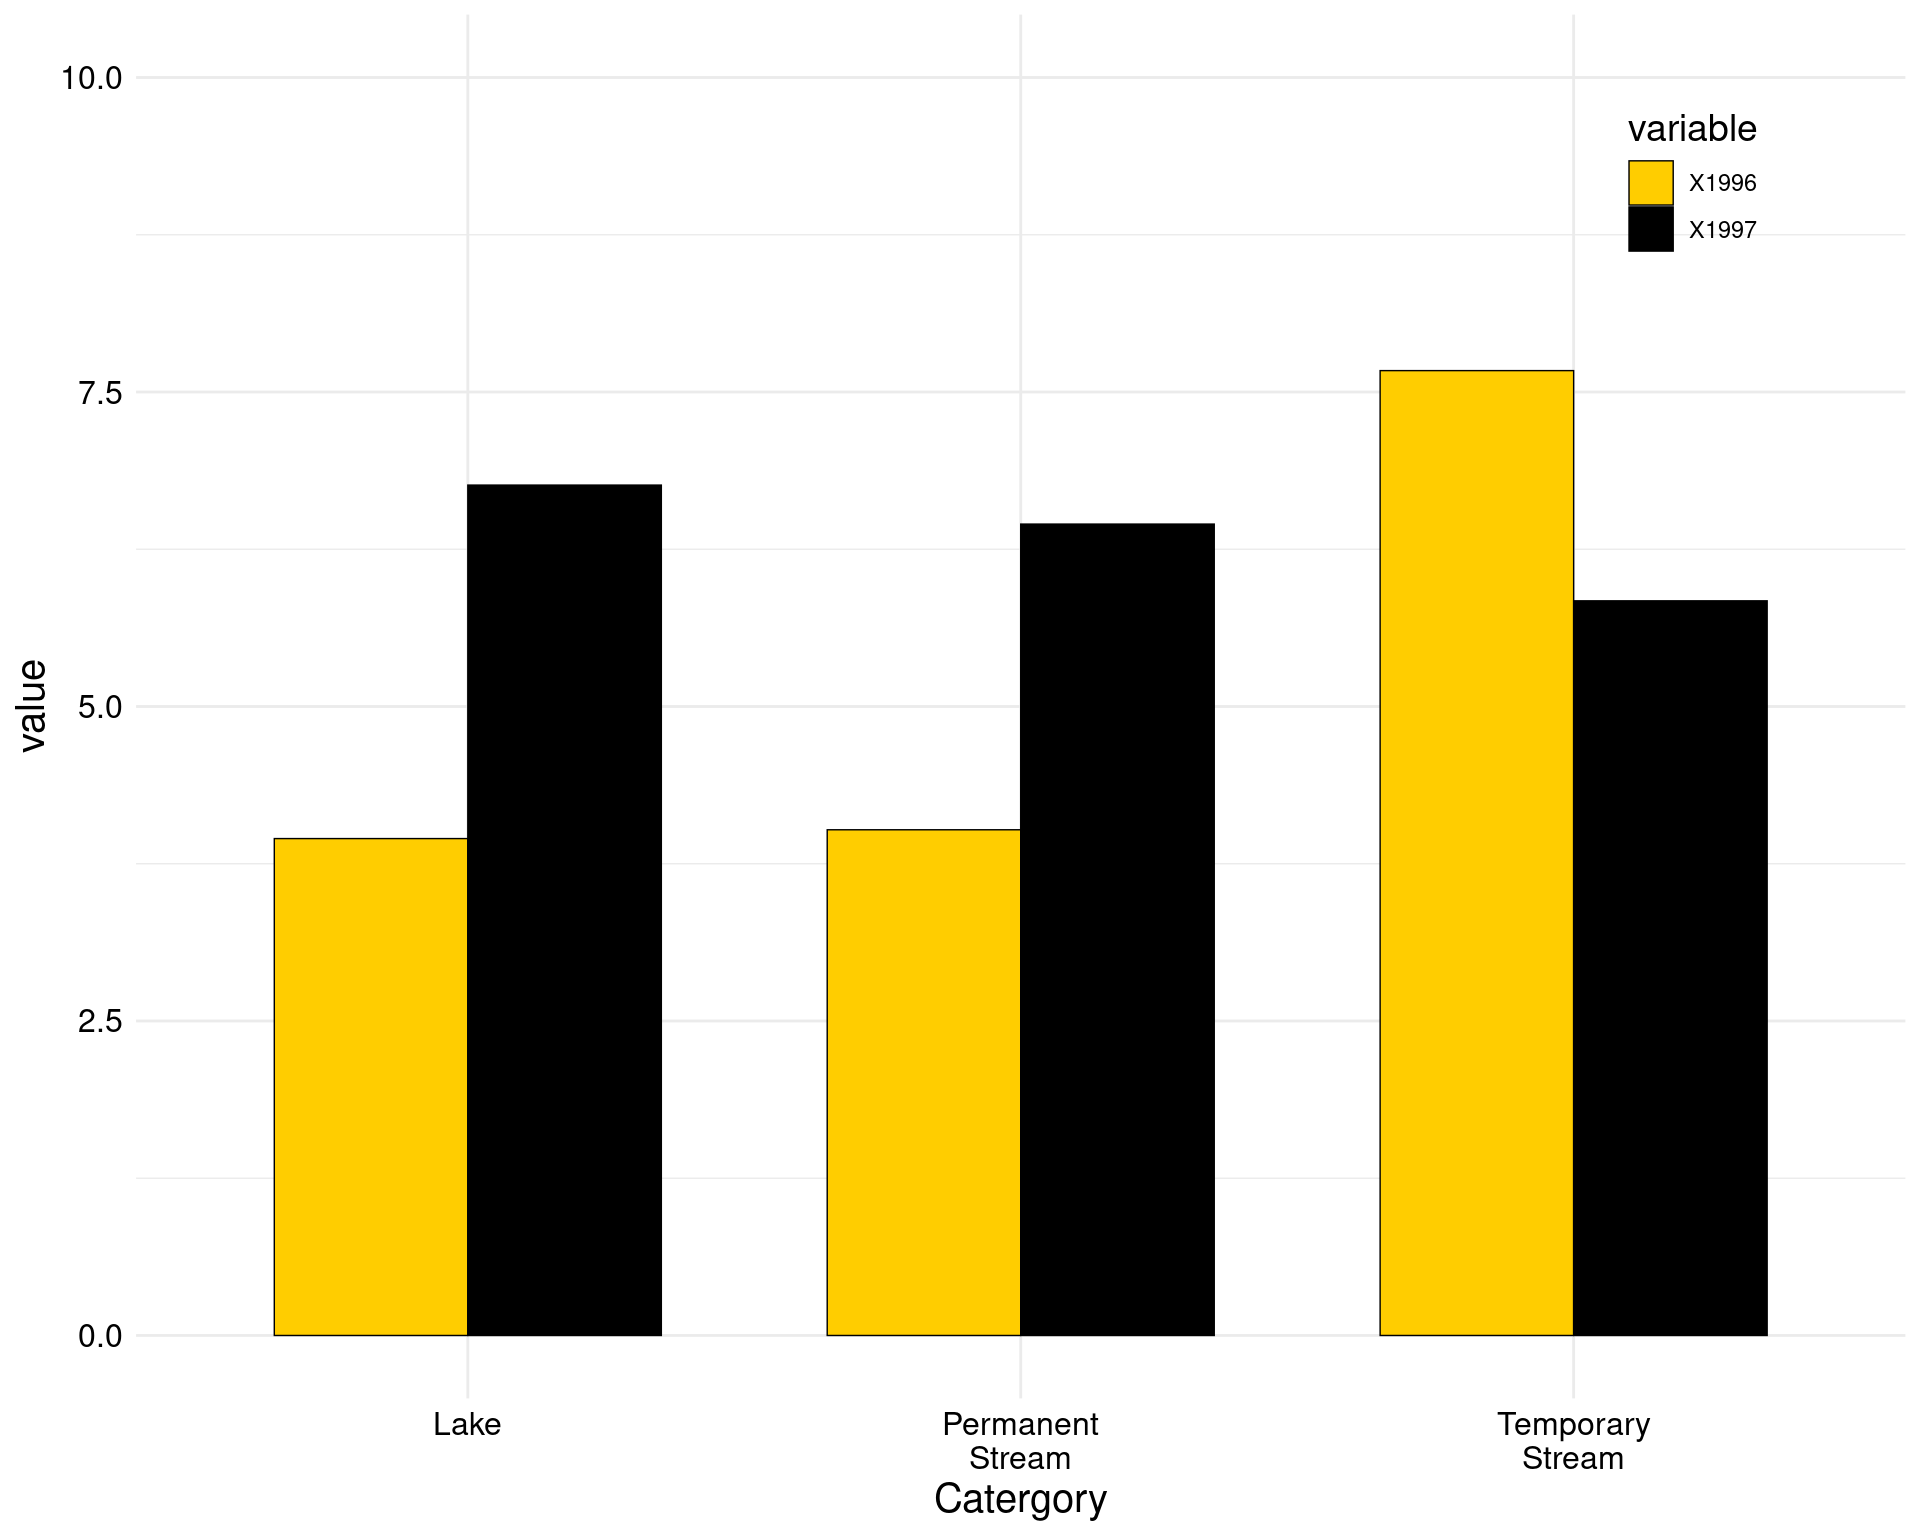 10.0
7.5
5.0
2.5
0.0
value
variable
X1996
X1997
Lake
Permanent
Stream
Temporary
Stream
Catergory